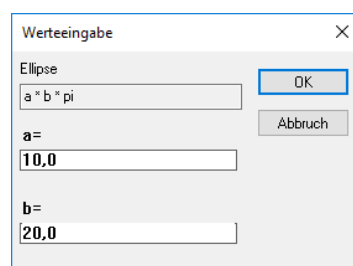 Werteeingabe
Ellipse
a * b * pi
OK
Abbruch
a=
10,0
b=
20,0